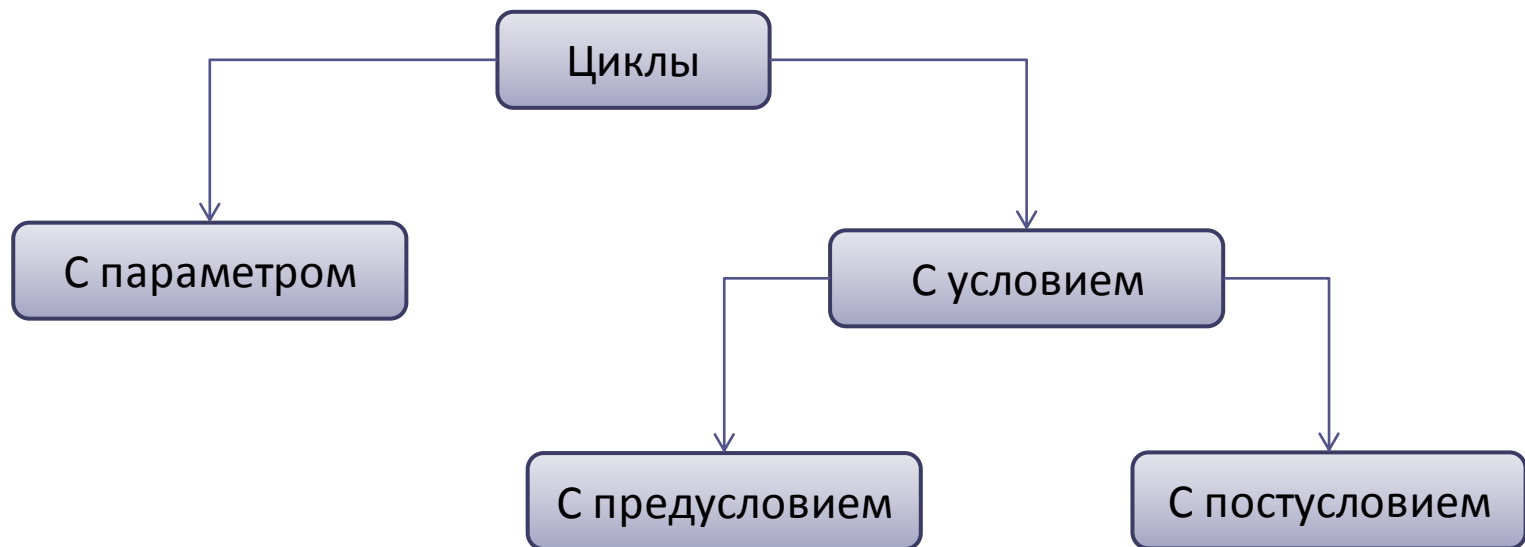 Циклы
С параметром
С условием
С предусловием
С постусловием